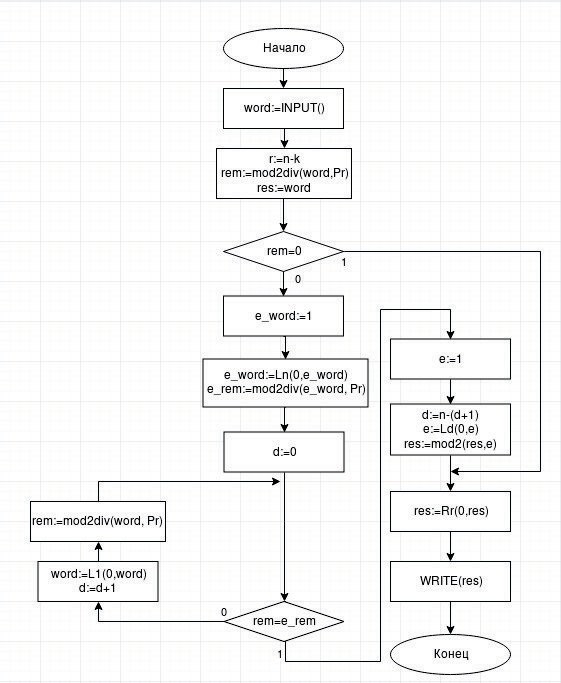 Начало
word:=INPUT()
r:=n-k
rem:=mod2div(word,Pr)
res:=word
rem=0
1
0
e_word:=1
e_word:=Ln(0,e_word)
e_rem:=mod2div(e_word, Pr)
d:=0
rem:=mod2div(word, Pr)
word:=L1(0,word)
d:=d+1
0
rem=e_rem
1
e:=1
d:=n-(d+1)
e:=Ld(0,e)
res:=mod2(res,e)
res:=Rr(0,res)
WRITE(res)
Конец